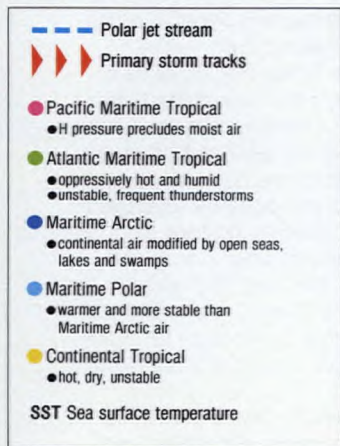 Polar jet stream
Primary storm tracks
Pacific Maritime Tropical
●H pressure precludes moist air
Atlantic Maritime Tropical
●oppressively hot and humid
●unstable, frequent thunderstorms
Maritime Arctic
●continental air modified by open seas,
lakes and swamps
Maritime Polar
●warmer and more stable than
Maritime Arctic air
Continental Tropical
●hot, dry, unstable
SST Sea surface temperature